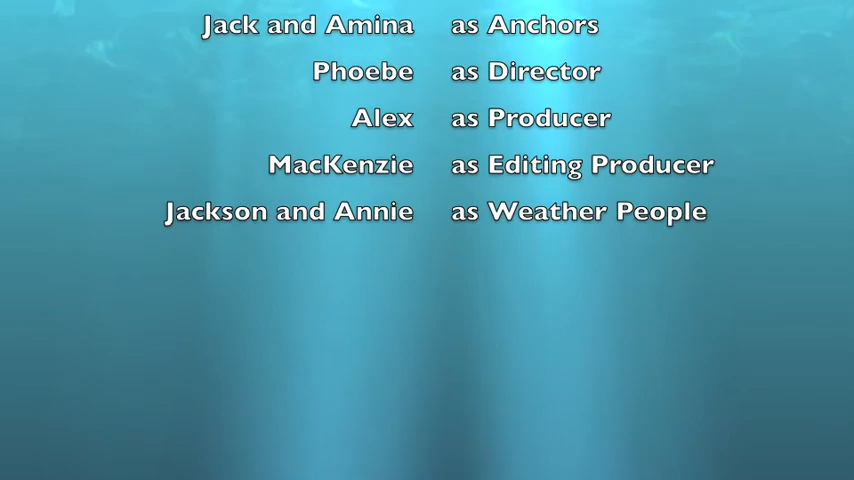 Jack and Amina as Anchors
Phoebe as Director
Alex as Producer
MacKenzie as Editing Producer
Jackson and Annie as Weather People